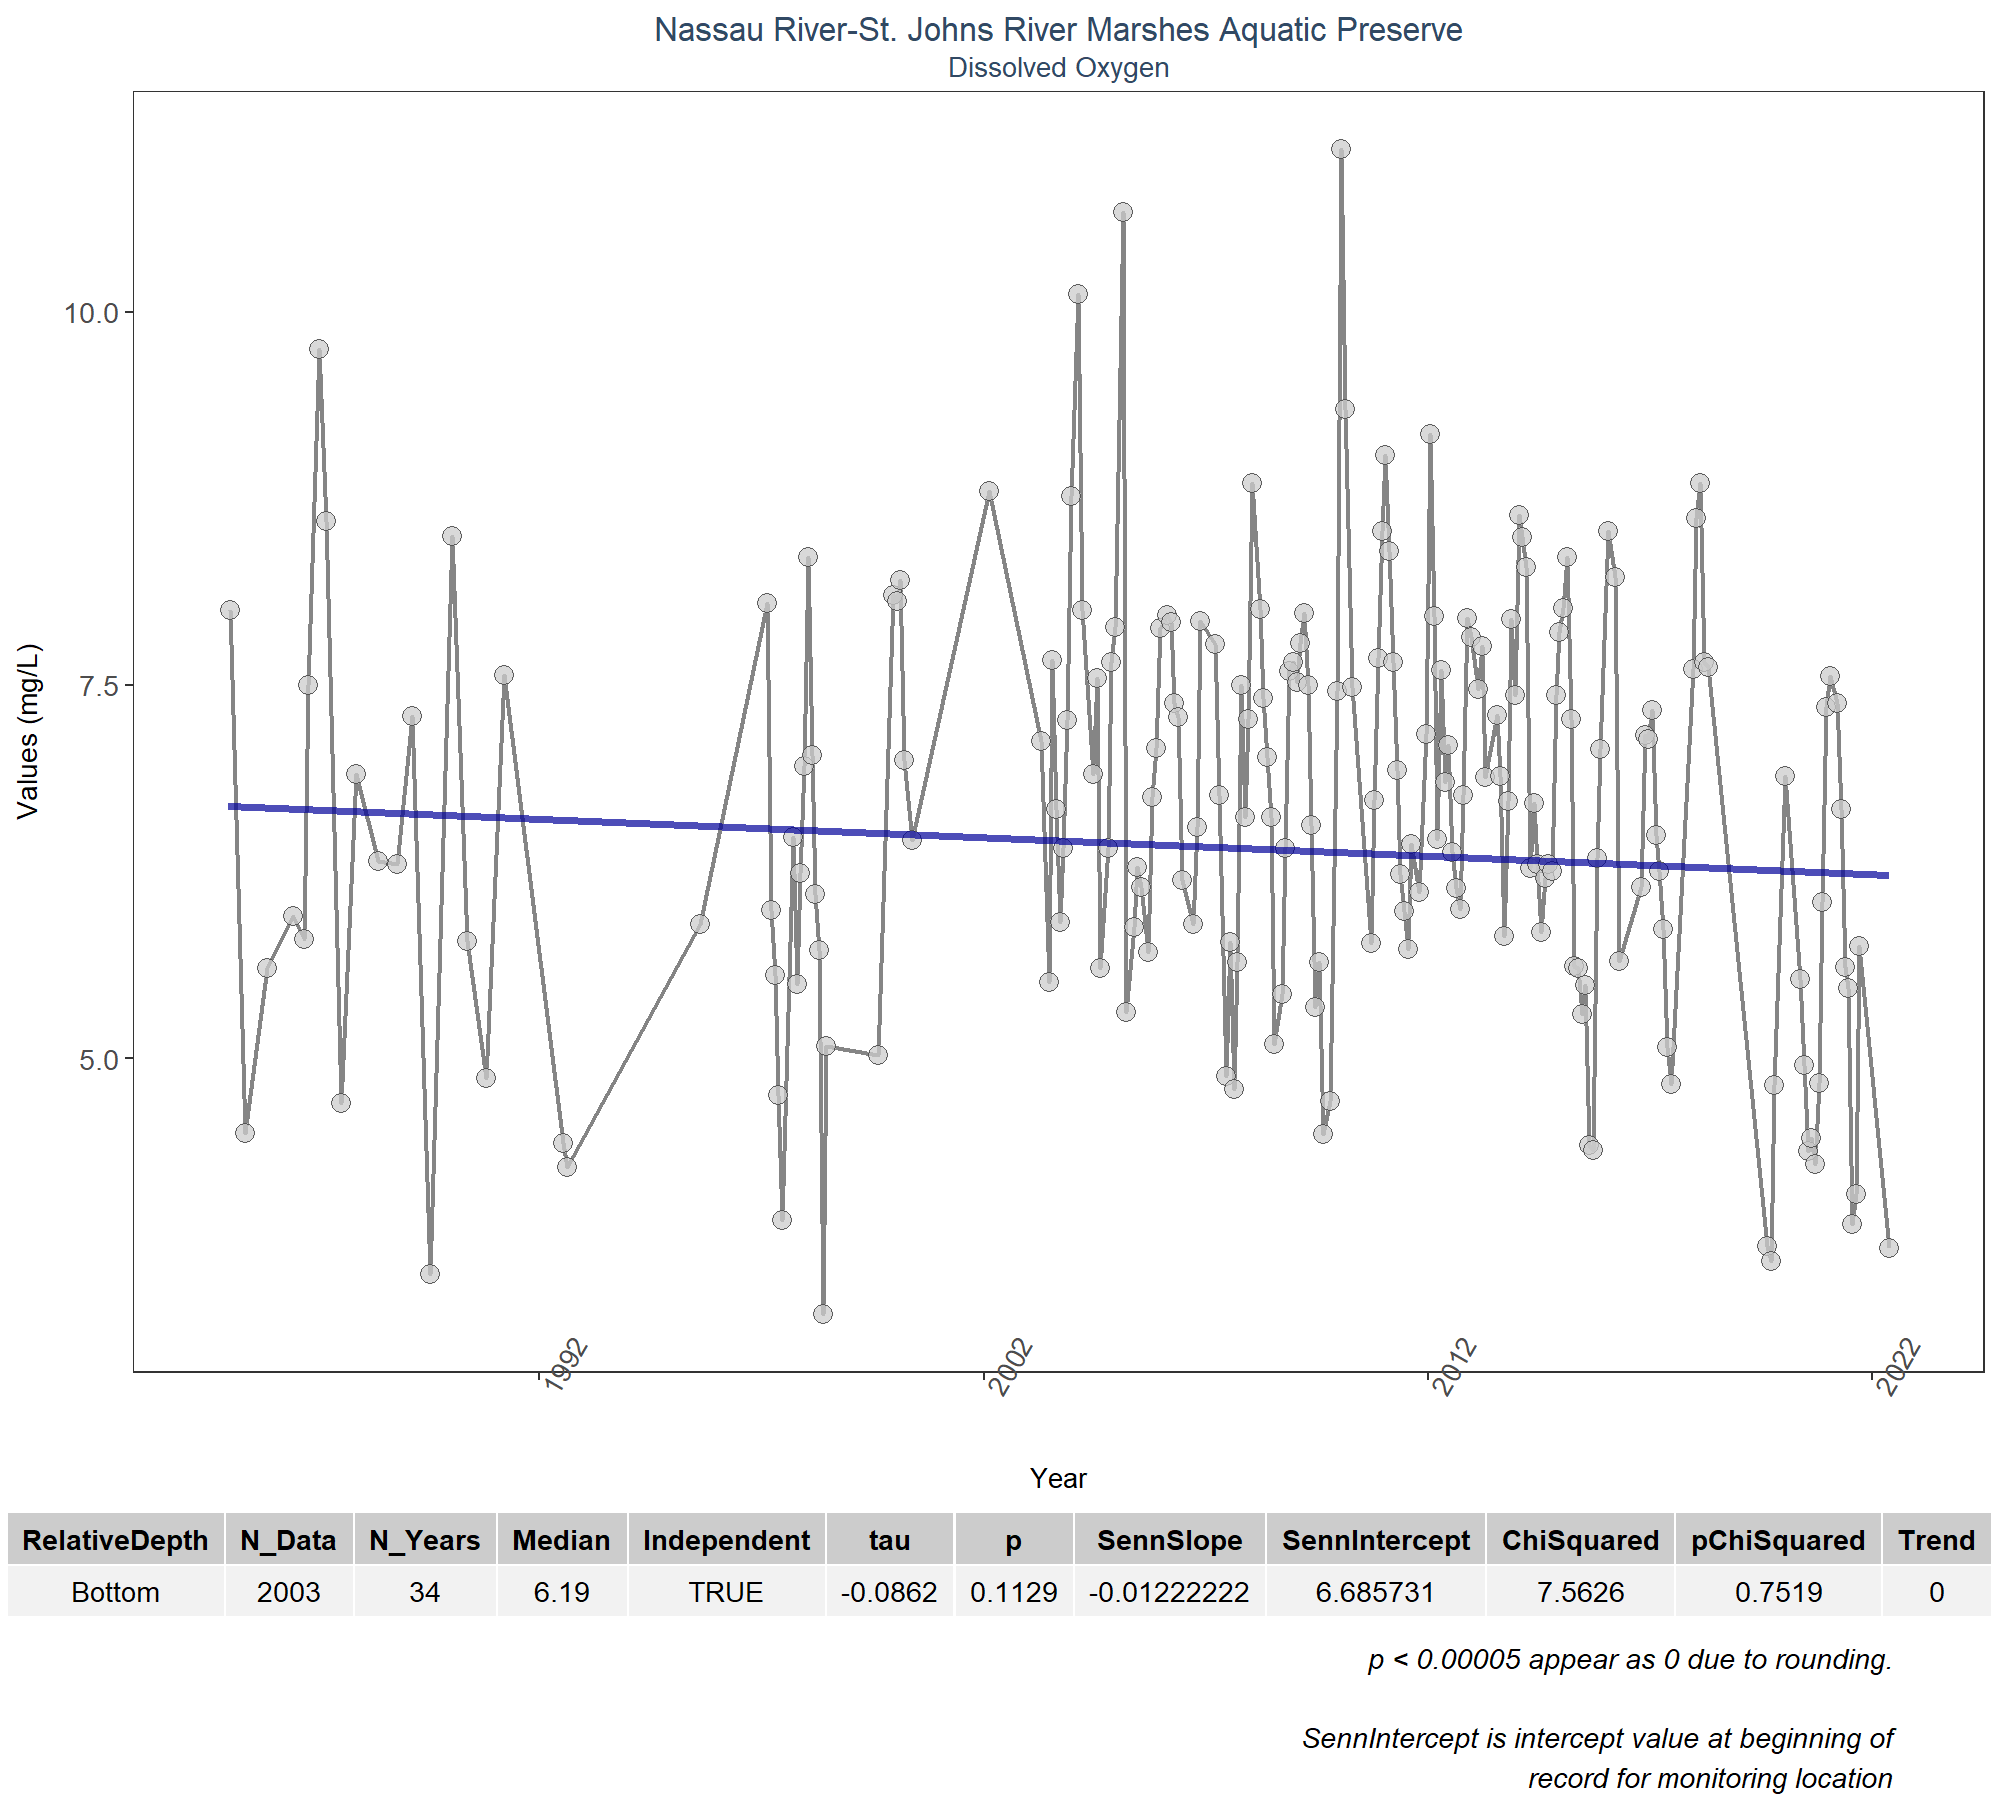 Nassau River-St. Johns River Marshes Aquatic Preserve
Dissolved Oxygen
Values (mg/L)
10.0
7.5
5.0
1992 2002 2012 2022
Year
RelativeDepth N_Data N_Years Median Independent tau p SennSlope SennIntercept ChiSquared pChiSquared Trend
Bottom 2003 34 6.19 TRUE -0.0862 0.1129 -0.01222222 6.685731 7.5626 0.7519 0
p < 0.00005 appear as 0 due to rounding.
SennIntercept is intercept value at beginning of
record for monitoring location